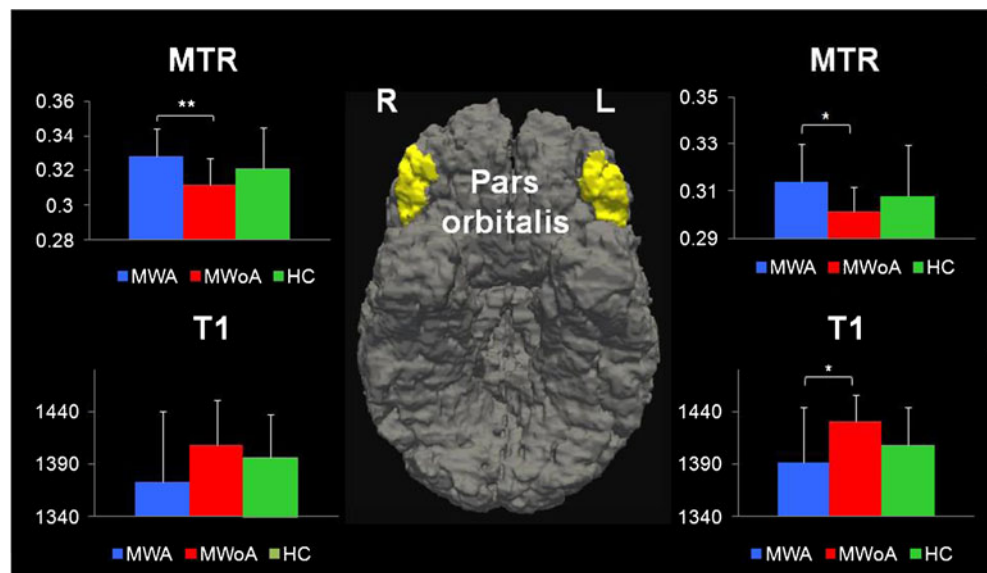 MTR
**
0.36
0.34
0.32
0.3
0.28
MWA MWoA HC
T1
1440
1390
1340
MWA MWoA HC
R L
Pars
orbitalis
MTR
*
0.35
0.33
0.31
0.29
MWA MWoA HC
T1
*
1440
1390
1340
MWA MWoA HC